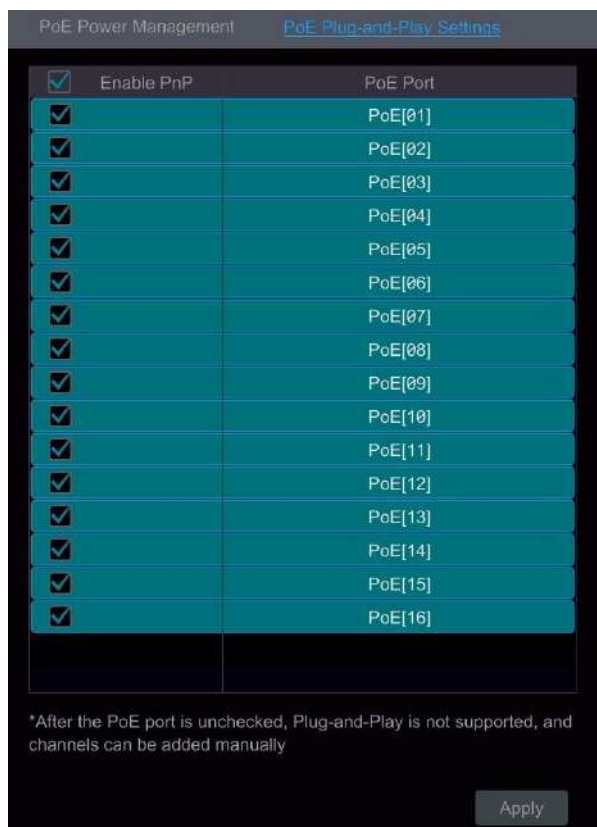 PoE Power Management PoE Plug-and-Play Settings
Enable PnP PoE Port
PoE[01]
PoE[02]
PoE[03]
PoE[04]
PoE[05]
PoE[06]
PoE[07]
PoE[08]
PoE[09]
PoE[10]
PoE[11]
PoE[12]
PoE[13]
PoE[14]
PoE[15]
PoE[16]
*After the PoE port is unchecked, Plug-and-Play is not supported, and
channels can be added manually
Apply